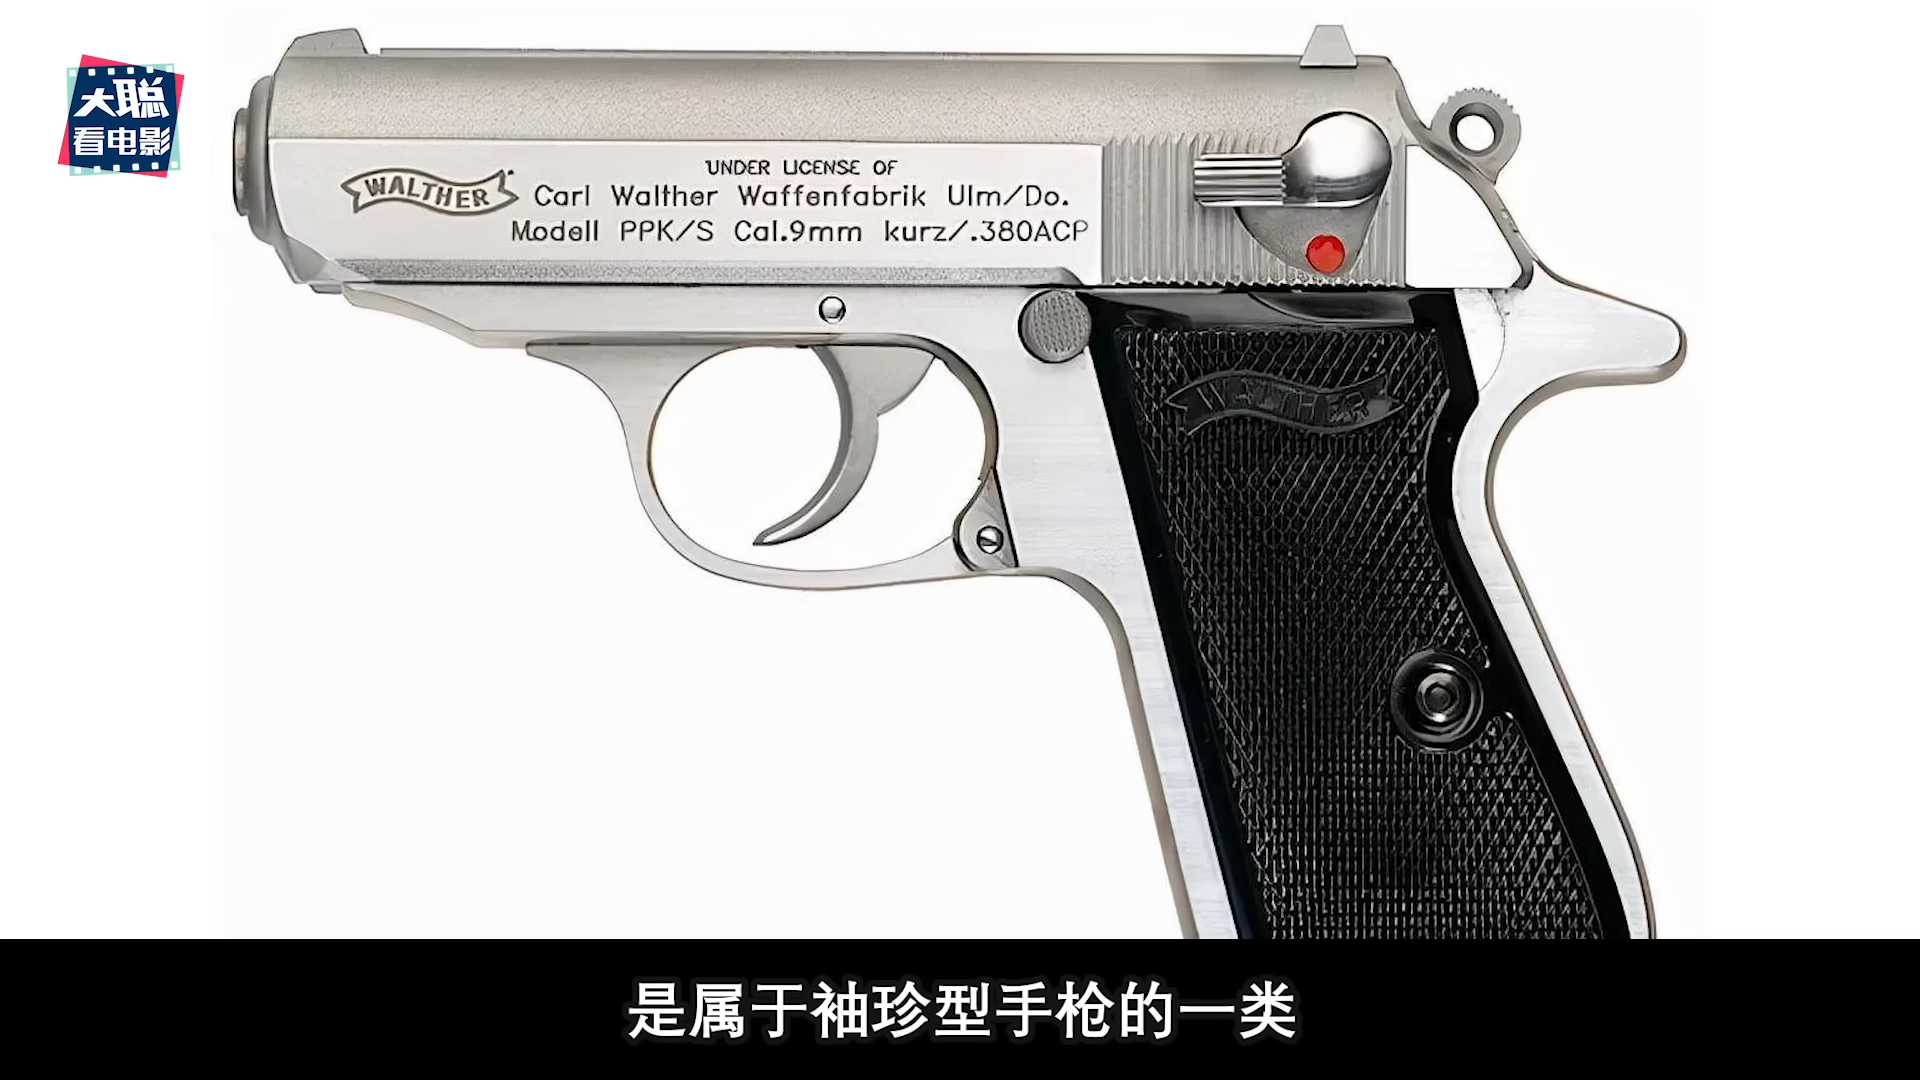 大聪
看电影
WALTHER
UNDER LICENSE OF
Carl Walther Waffenfabrik Ulm/Do.
Modell PPK/S Cal.9mm kurz/.380ACP
WALTHER
是属于袖珍型手枪的一类